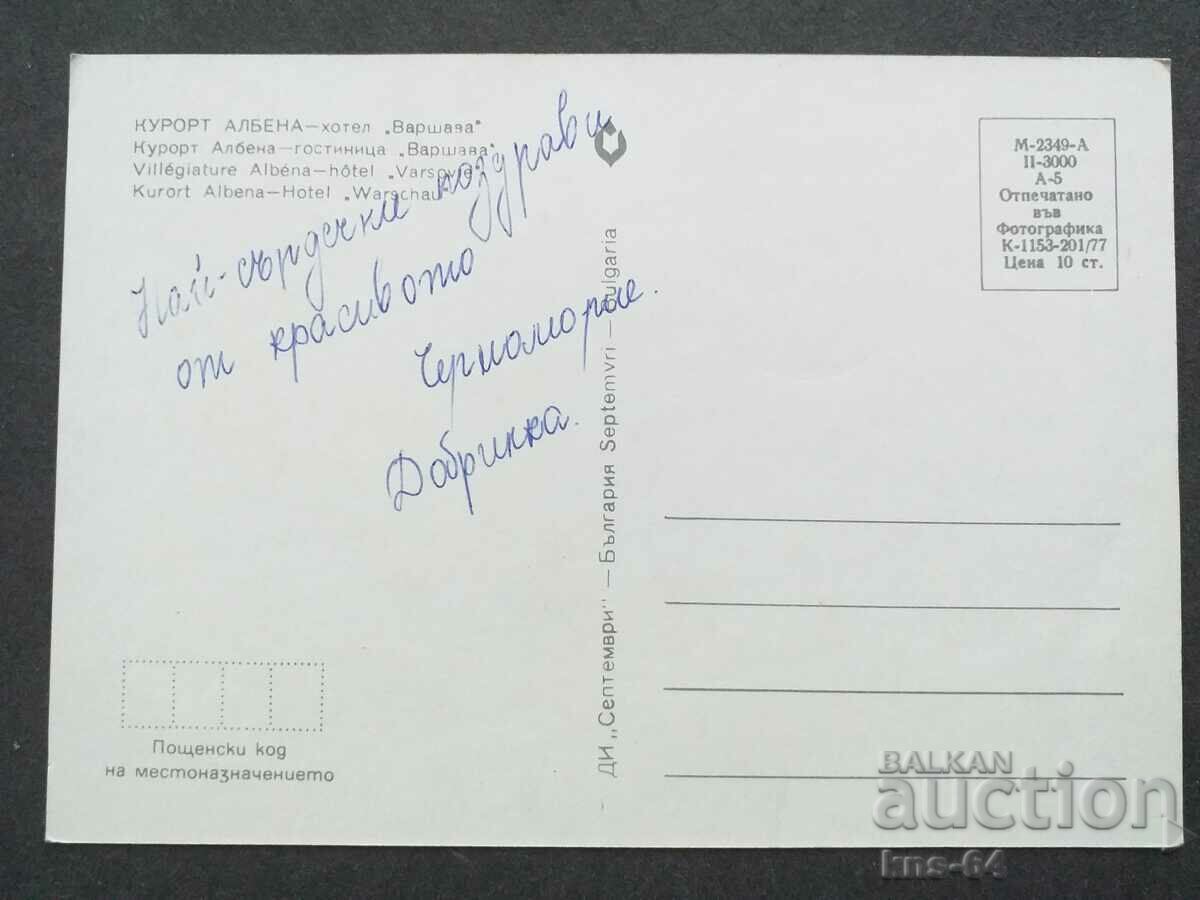 КУРОРТ АЛБЕНА—хотел „Варшава"
Курорт Албена—гостиница „Варшава"
Villégiature Albéna—hôtel „Varsovie"
Kurort Albena—Hotel „Warschau"
Най-сърдечни поздрави
от красивото
Черноморие.
Добринка.
Пощенски код
на местоназначението
ДИ „Септември" — България Septemvri — Bulgaria
М-2349-А
II-3000
А-5
Отпечатано
във
Фотографика
К-1153-201/77
Цена 10 ст.
BALKAN
auction
kns-64